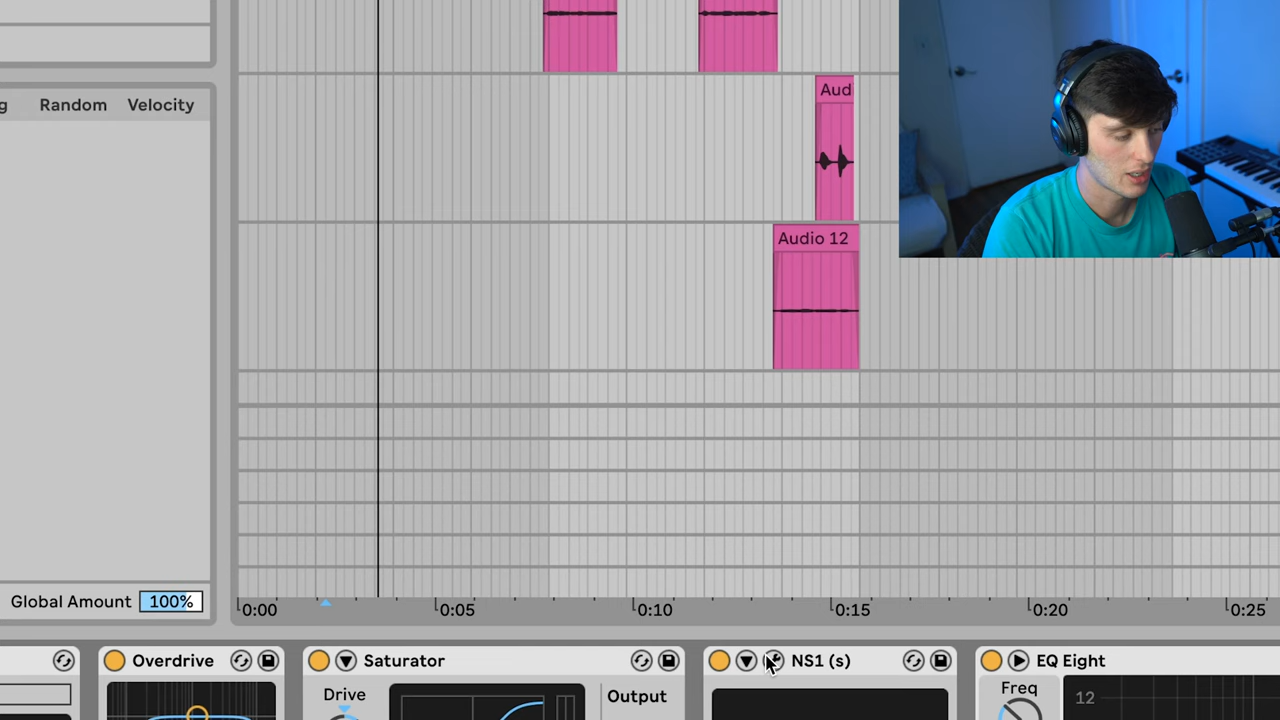 Aud
g Random Velocity
Audio 12
Global Amount 100%
0:00 0:05 0:10 0:15 0:20 0:25
Overdrive Saturator NS1 (s) EQ Eight
Drive Output Freq 12